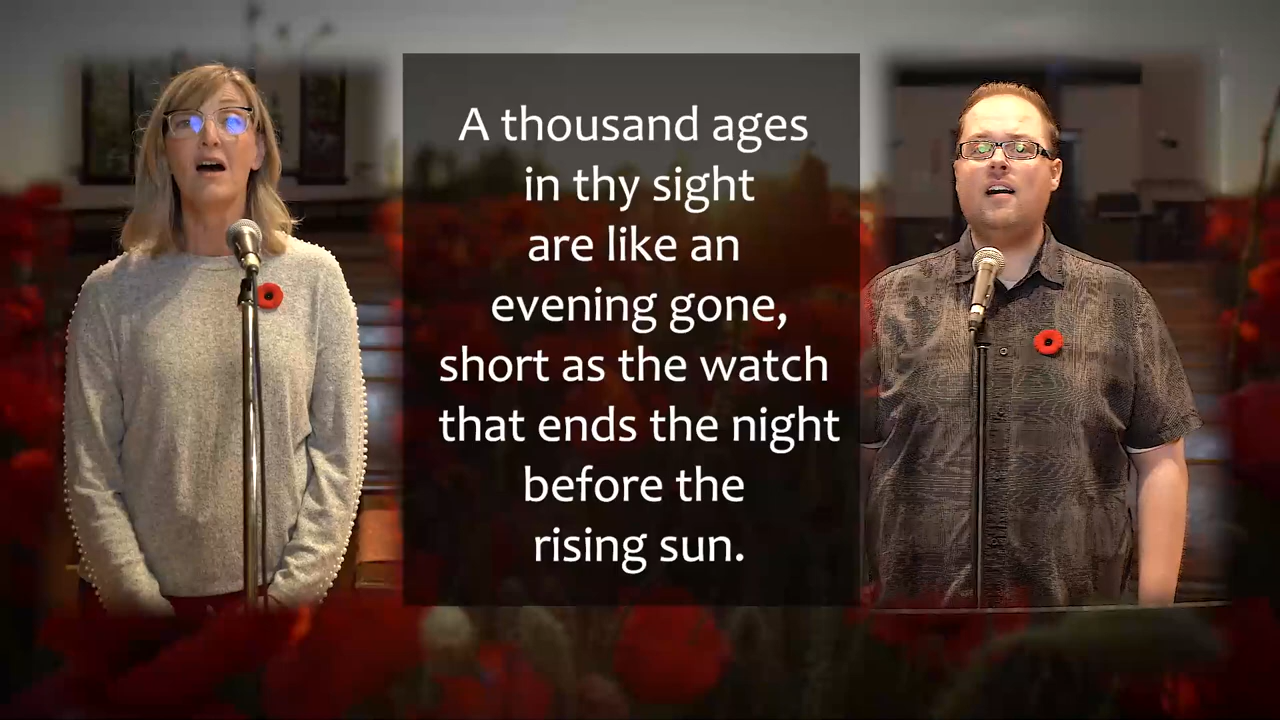 A thousand ages
in thy sight
are like an
evening gone,
short as the watch
that ends the night
before the
rising sun.